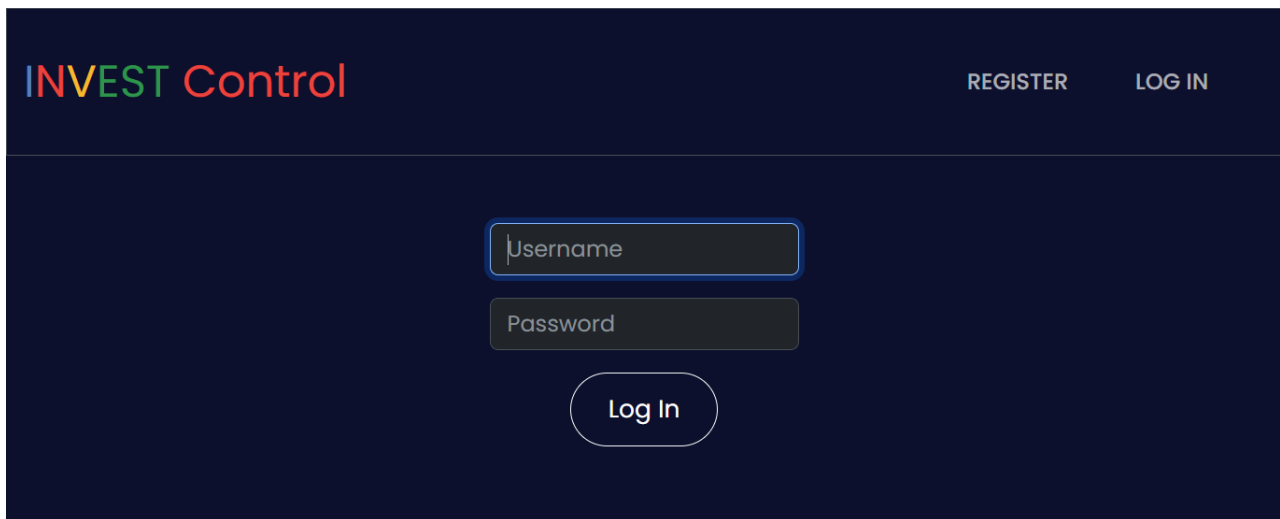 INVEST Control
REGISTER LOG IN
Username
Password
Log In